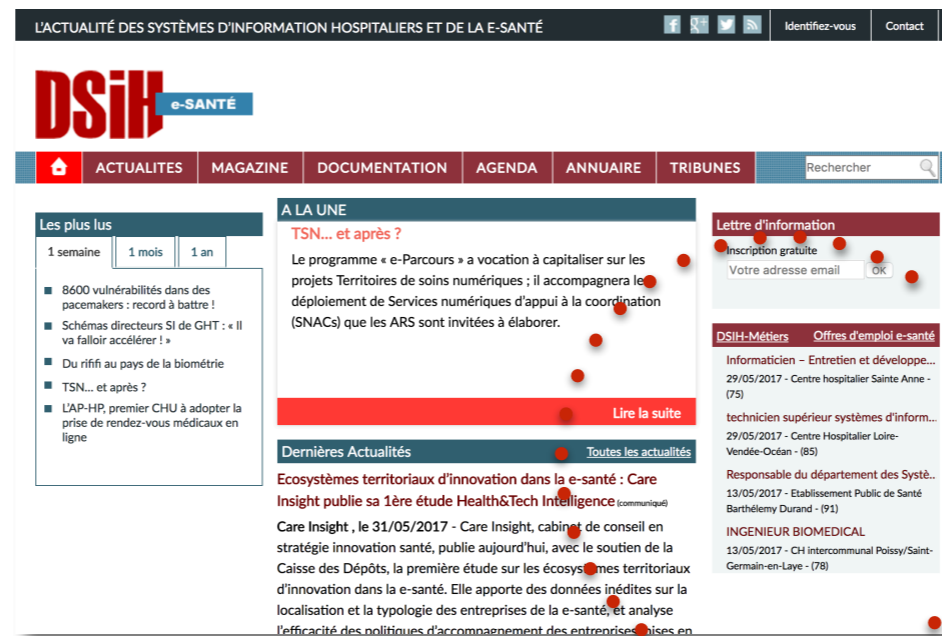 L'ACTUALITÉ DES SYSTÈMES D'INFORMATION HOSPITALIERS ET DE LA E-SANTÉ
Identifiez-vous
Contact
DSiH
e-SANTÉ
ACTUALITES
MAGAZINE
DOCUMENTATION
AGENDA
ANNUAIRE
TRIBUNES
Rechercher
Les plus lus
1 semaine
1 mois
1 an
8600 vulnérabilités dans des
pacemakers : record à battre !
Schémas directeurs SI de GHT : « Il
va falloir accélérer ! »
Du rififi au pays de la biométrie
TSN... et après ?
L'AP-HP, premier CHU à adopter la
prise de rendez-vous médicaux en
ligne
A LA UNE
TSN... et après ?
Le programme « e-Parcours » a vocation à capitaliser sur les
projets Territoires de soins numériques ; il accompagnera le
déploiement de Services numériques d'appui à la coordination
(SNACs) que les ARS sont invitées à élaborer.
Lire la suite
Dernières Actualités
Toutes les actualités
Ecosystèmes territoriaux d'innovation dans la e-santé : Care
Insight publie sa 1ère étude Health&Tech Intelligence (communiqué)
Care Insight , le 31/05/2017 - Care Insight, cabinet de conseil en
stratégie innovation santé, publie aujourd'hui, avec le soutien de la
Caisse des Dépôts, la première étude sur les écosystèmes territoriaux
d'innovation dans la e-santé. Elle apporte des données inédites sur la
localisation et la typologie des entreprises de la e-santé, et analyse
l'efficacité des politiques d'accompagnement des entreprises mises en
Lettre d'information
Inscription gratuite
Votre adresse email
OK
DSIH-Métiers
Offres d'emploi e-santé
Informaticien – Entretien et développe...
29/05/2017 - Centre hospitalier Sainte Anne -
(75)
technicien supérieur systèmes d'inform...
29/05/2017 - Centre Hospitalier Loire-
Vendée-Océan - (85)
Responsable du département des Systè..
13/05/2017 - Etablissement Public de Santé
Barthélemy Durand - (91)
INGENIEUR BIOMEDICAL
13/05/2017 - CH intercommunal Poissy/Saint-
Germain-en-Laye - (78)